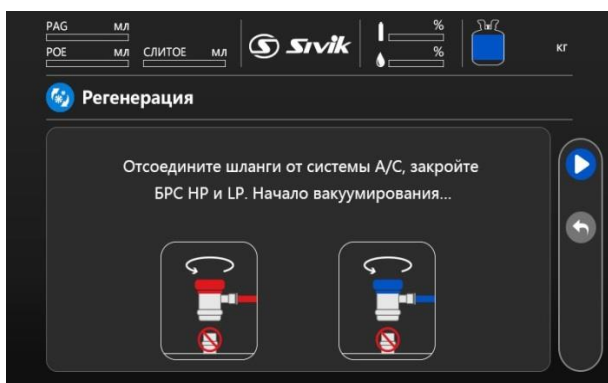 PAG мл
POE мл СЛИТОЕ мл
Sivik
%
%
кг
Регенерация
Отсоедините шланги от системы A/C, закройте
БРС HP и LP. Начало вакуумирования...